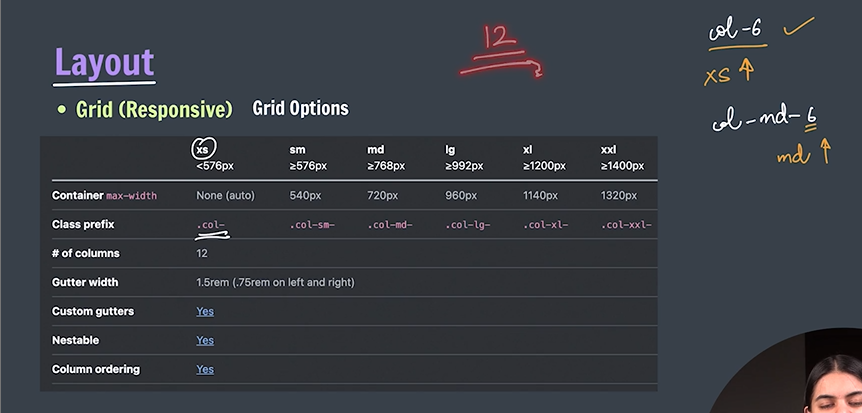 12
col-6 ✓
xs ↑
col-md-6
md ↑
Layout
• Grid (Responsive) Grid Options
xs sm md lg xl xxl
<576px ≥576px ≥768px ≥992px ≥1200px ≥1400px
Container max-width None (auto) 540px 720px 960px 1140px 1320px
Class prefix .col- .col-sm- .col-md- .col-lg- .col-xl- .col-xxl-
# of columns 12
Gutter width 1.5rem (.75rem on left and right)
Custom gutters Yes
Nestable Yes
Column ordering Yes